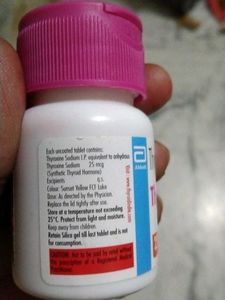 Each uncoated tablet contains:
Thyroxine Sodium I.P. equivalent to anhydrous
Thyroxine Sodium 25 mcg
(Synthetic Thyroid Hormone)
Excipients q.s.
Colour: Sunset Yellow FCF Lake
Dose: As directed by the Physician.
Replace the lid tightly after use.
Store at a temperature not exceeding
25°C. Protect from light and moisture.
Keep away from children.
Retain Silica gel till last tablet and is not
for consumption.
CAUTION: Not to be sold by retail without
the prescription of a Registered Medical
Practitioner.
Abbott